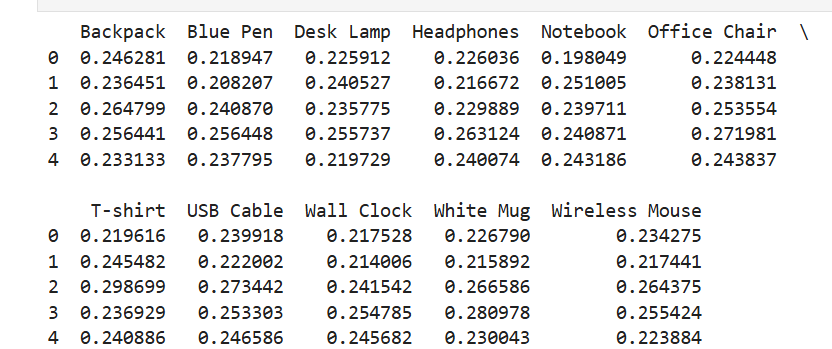 Backpack Blue Pen Desk Lamp Headphones Notebook Office Chair \
0 0.246281 0.218947 0.225912 0.226036 0.198049 0.224448
1 0.236451 0.208207 0.240527 0.216672 0.251005 0.238131
2 0.264799 0.240870 0.235775 0.229889 0.239711 0.253554
3 0.256441 0.256448 0.255737 0.263124 0.240871 0.271981
4 0.233133 0.237795 0.219729 0.240074 0.243186 0.243837
T-shirt USB Cable Wall Clock White Mug Wireless Mouse
0 0.219616 0.239918 0.217528 0.226790 0.234275
1 0.245482 0.222002 0.214006 0.215892 0.217441
2 0.298699 0.273442 0.241542 0.266586 0.264375
3 0.236929 0.253303 0.254785 0.280978 0.255424
4 0.240886 0.246586 0.245682 0.230043 0.223884